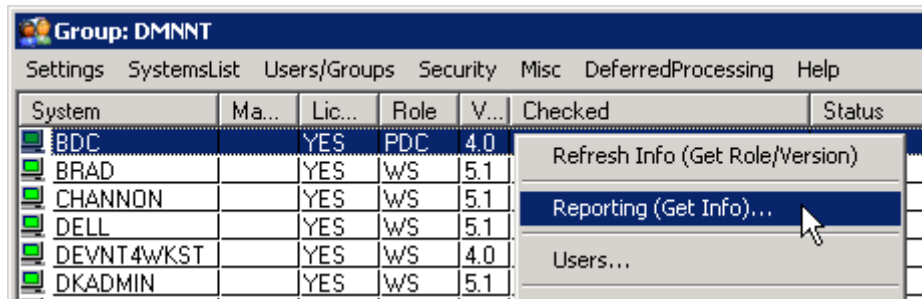 Group: DMNNT
Settings SystemsList Users/Groups Security Misc DeferredProcessing Help
System Ma... Lic... Role V... Checked Status
BDC YES PDC 4.0
Refresh Info (Get Role/Version)
BRAD YES WS 5.1
CHANNON YES WS 5.1
Reporting (Get Info)...
DELL YES WS 5.1
DEVNT4WKST YES WS 4.0
Users...
DKADMIN YES WS 5.1